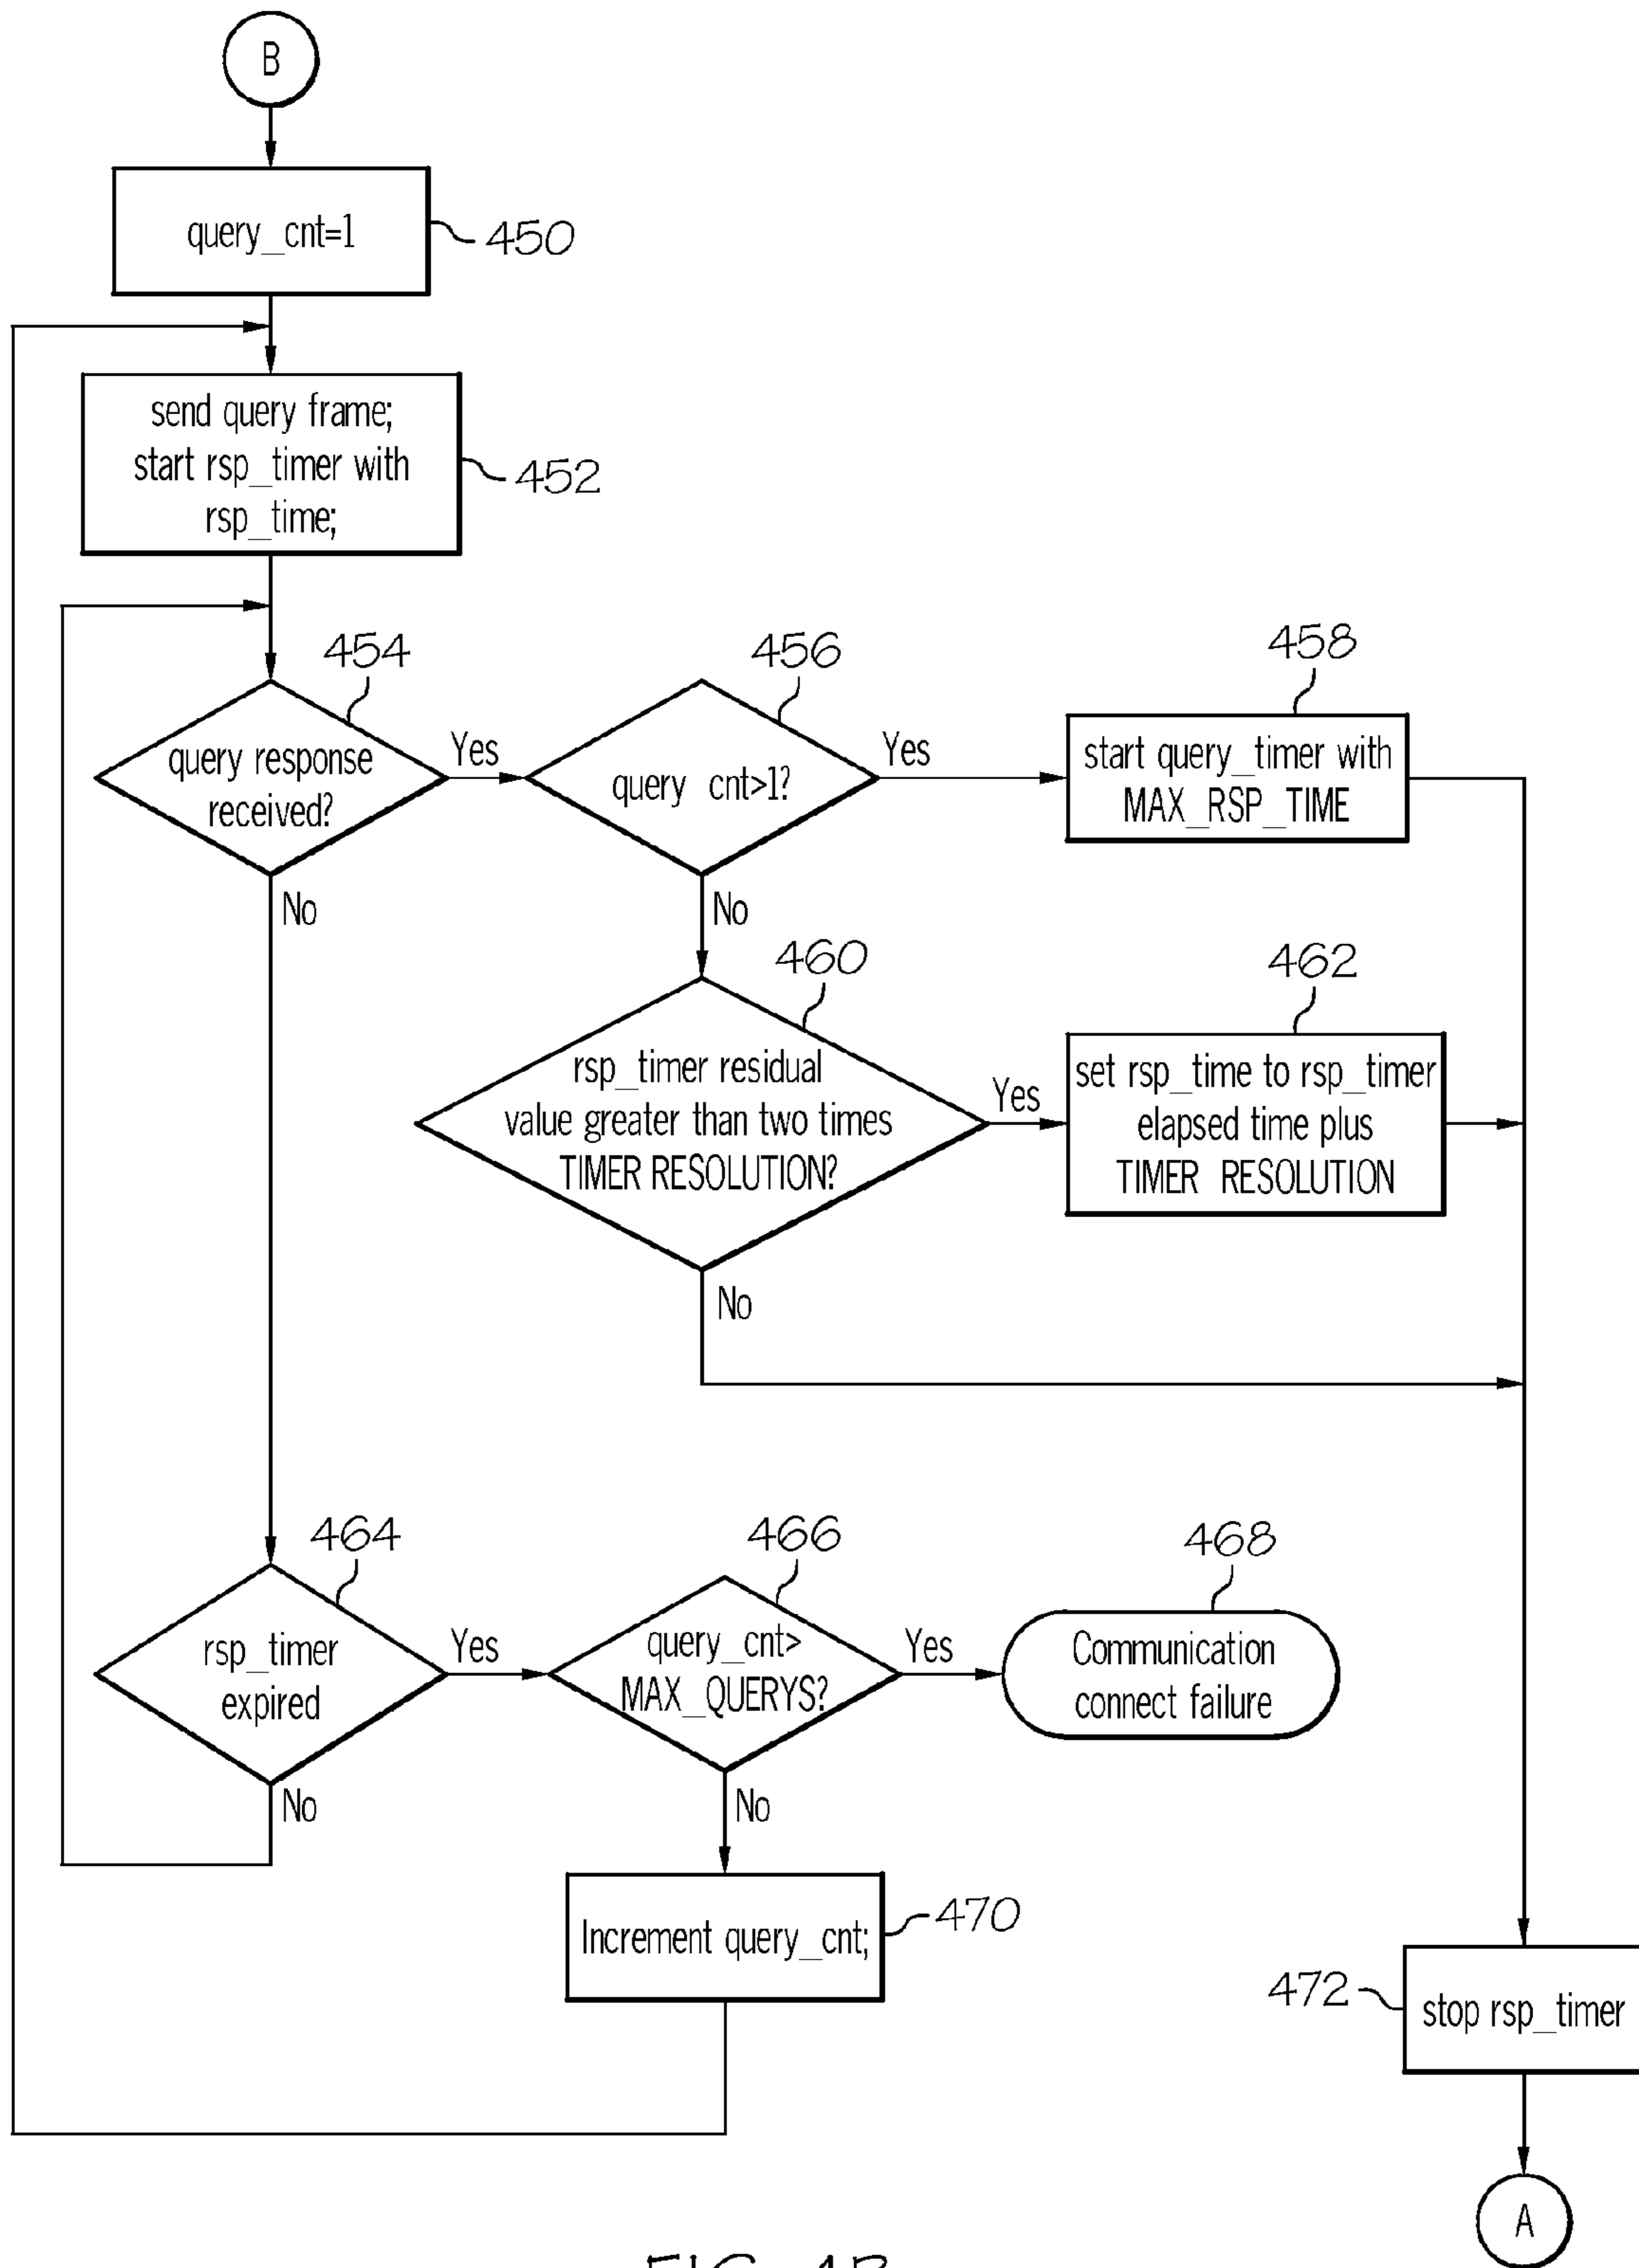 B
query_cnt=1
450
send query frame;
start rsp_timer with
rsp_time;
452
454
query response
received?
Yes
No
456
query cnt>1?
Yes
No
458
start query_timer with
MAX_RSP_TIME
460
rsp_timer residual
value greater than two times
TIMER RESOLUTION?
Yes
No
462
set rsp_time to rsp_timer
elapsed time plus
TIMER RESOLUTION
464
rsp_timer
expired
Yes
No
466
query_cnt>
MAX_QUERYS?
Yes
No
468
Communication
connect failure
Increment query_cnt;
470
472
stop rsp_timer
A